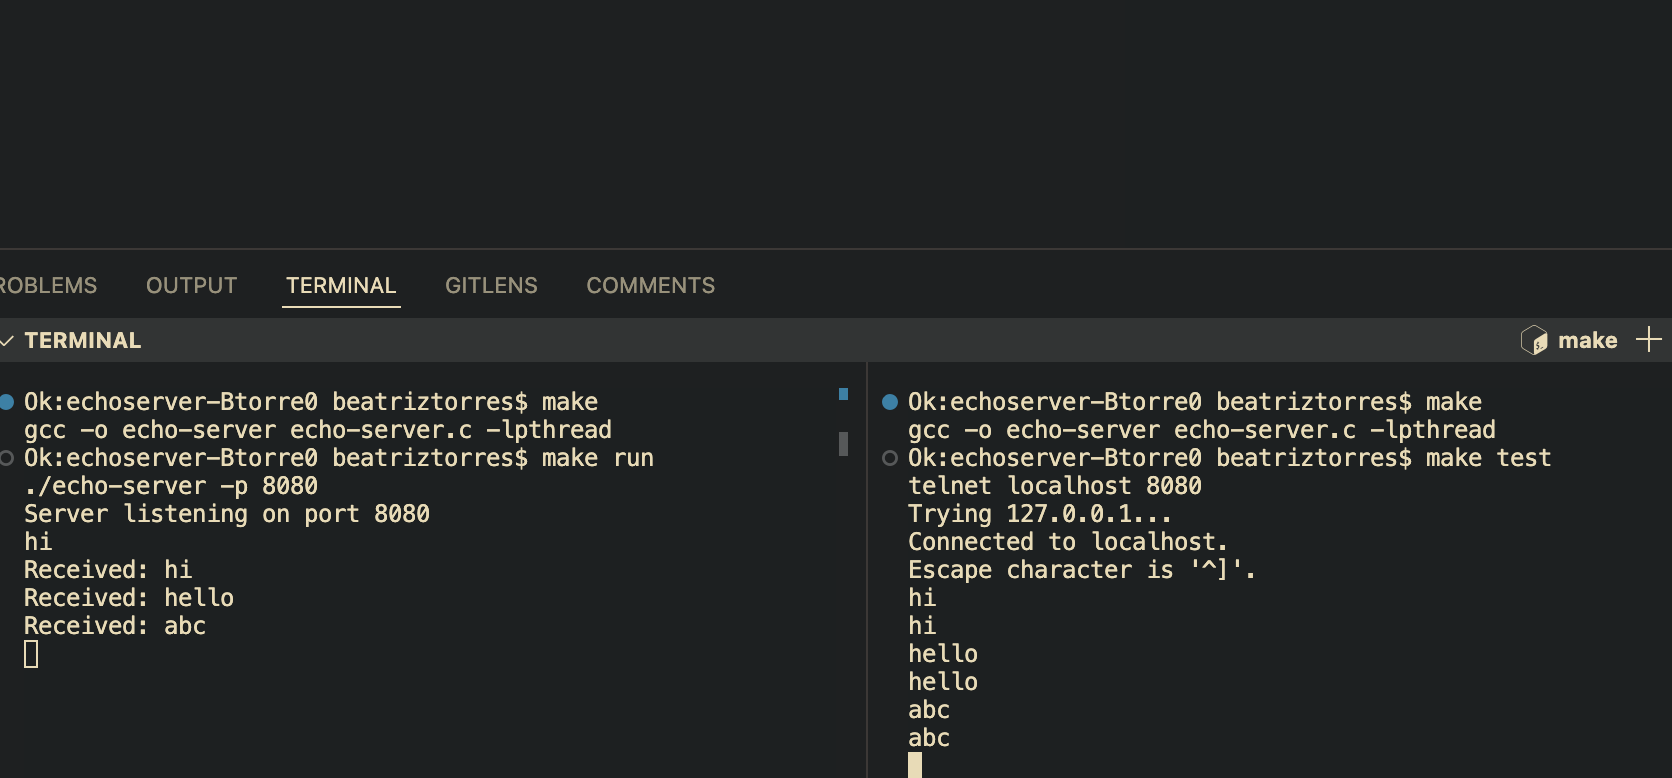 ROBLEMS OUTPUT TERMINAL GITLENS COMMENTS
TERMINAL make
Ok:echoserver-Btorre0 beatriztorres$ make
gcc -o echo-server echo-server.c -lpthread
Ok:echoserver-Btorre0 beatriztorres$ make run
./echo-server -p 8080
Server listening on port 8080
hi
Received: hi
Received: hello
Received: abc
Ok:echoserver-Btorre0 beatriztorres$ make
gcc -o echo-server echo-server.c -lpthread
Ok:echoserver-Btorre0 beatriztorres$ make test
telnet localhost 8080
Trying 127.0.0.1...
Connected to localhost.
Escape character is '^]'.
hi
hi
hello
hello
abc
abc